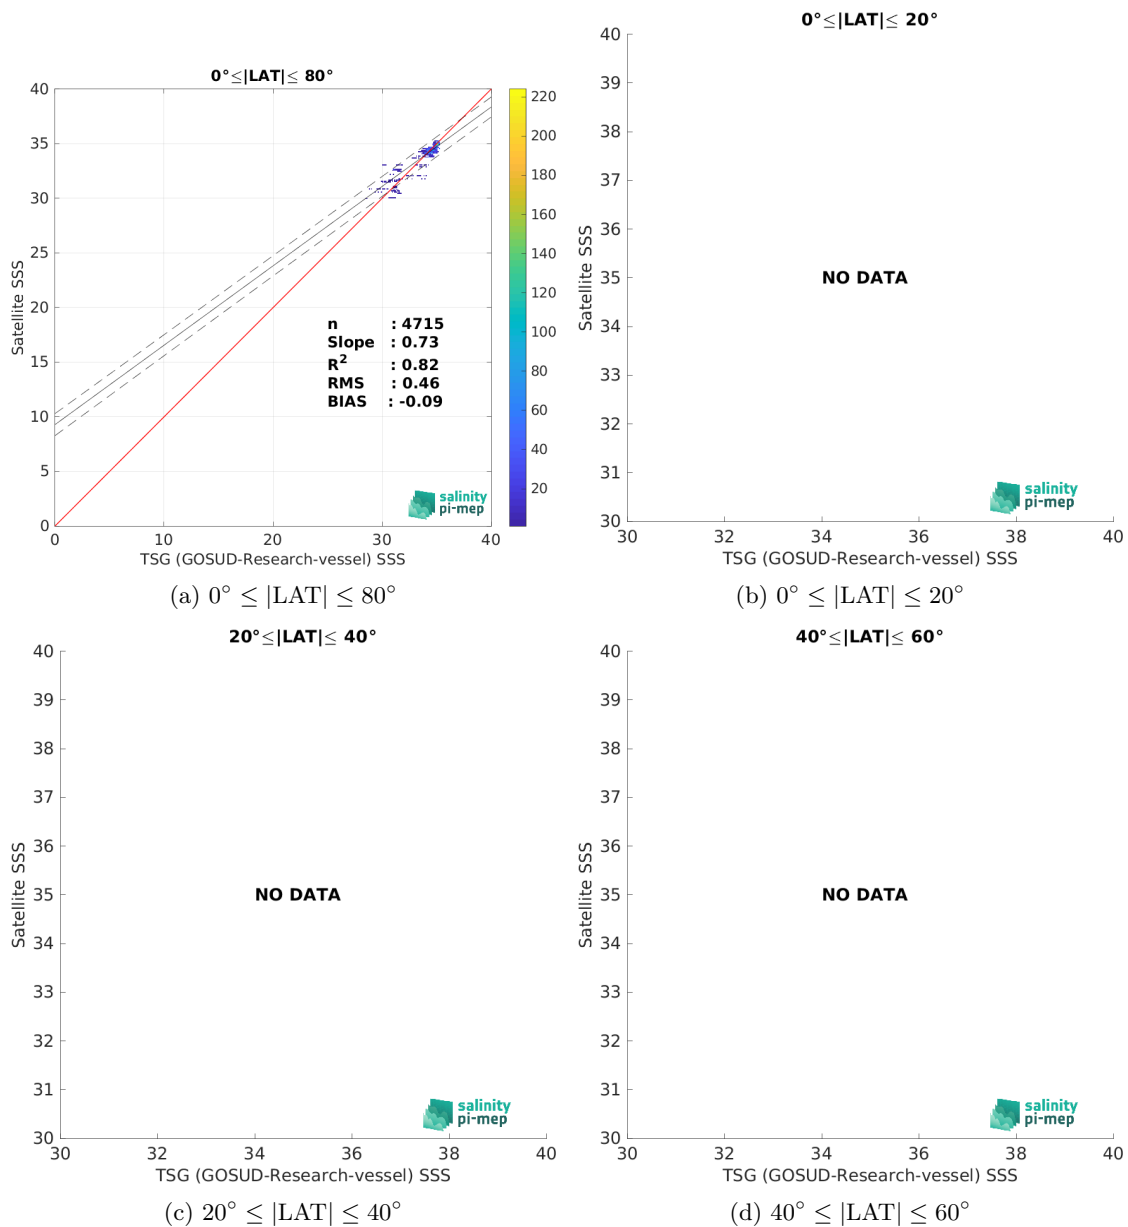 0°≤|LAT|≤ 80°
40
35
30
25
20
15
10
5
0
Satellite SSS
0
10
20
30
40
TSG (GOSUD-Research-vessel) SSS
n : 4715
Slope : 0.73
R² : 0.82
RMS : 0.46
BIAS : -0.09
salinity
pi-mep
220
200
180
160
140
120
100
80
60
40
20
(a) 0° ≤ |LAT| ≤ 80°
0°≤|LAT|≤ 20°
40
39
38
37
36
35
34
33
32
31
30
Satellite SSS
NO DATA
salinity
pi-mep
30
32
34
36
38
40
TSG (GOSUD-Research-vessel) SSS
(b) 0° ≤ |LAT| ≤ 20°
20°≤|LAT|≤ 40°
40
39
38
37
36
35
34
33
32
31
30
Satellite SSS
NO DATA
salinity
pi-mep
30
32
34
36
38
40
TSG (GOSUD-Research-vessel) SSS
(c) 20° ≤ |LAT| ≤ 40°
40°≤|LAT|≤ 60°
40
39
38
37
36
35
34
33
32
31
30
Satellite SSS
NO DATA
salinity
pi-mep
30
32
34
36
38
40
TSG (GOSUD-Research-vessel) SSS
(d) 40° ≤ |LAT| ≤ 60°